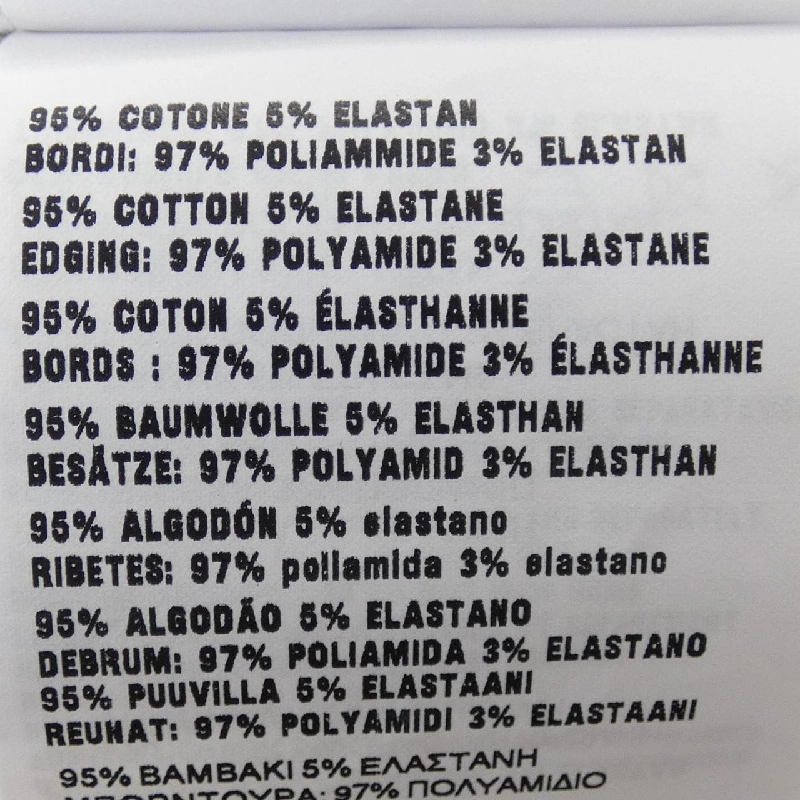 95% COTONE 5% ELASTAN
BORDI: 97% POLIAMMIDE 3% ELASTAN
95% COTTON 5% ELASTANE
EDGING: 97% POLYAMIDE 3% ELASTANE
95% COTON 5% ÉLASTHANNE
BORDS : 97% POLYAMIDE 3% ÉLASTHANNE
95% BAUMWOLLE 5% ELASTHAN
BESÄTZE: 97% POLYAMID 3% ELASTHAN
95% ALGODÓN 5% elastano
RIBETES: 97% poliamida 3% elastano
95% ALGODÃO 5% ELASTANO
DEBRUM: 97% POLIAMIDA 3% ELASTANO
95% PUUVILLA 5% ELASTAANI
REUNAT: 97% POLYAMIDI 3% ELASTAANI
95% ΒΑΜΒΑΚΙ 5% ΕΛΑΣΤΑΝΗ
ΜΠΟΡΝΤΟΥΡΑ: 97% ΠΟΛΥΑΜΙΔΙΟ